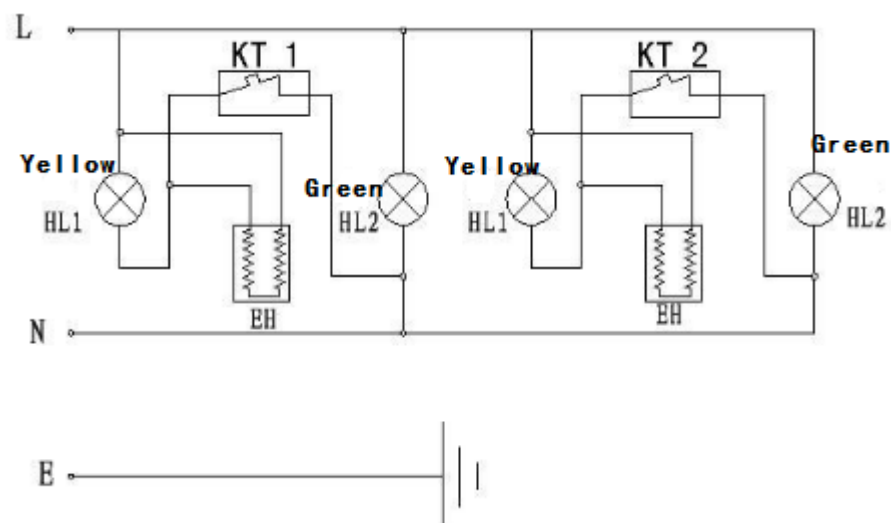 L
KT 1
KT 2
Yellow
Green
Yellow
Green
HL1
HL2
HL1
HL2
EH
EH
N
E